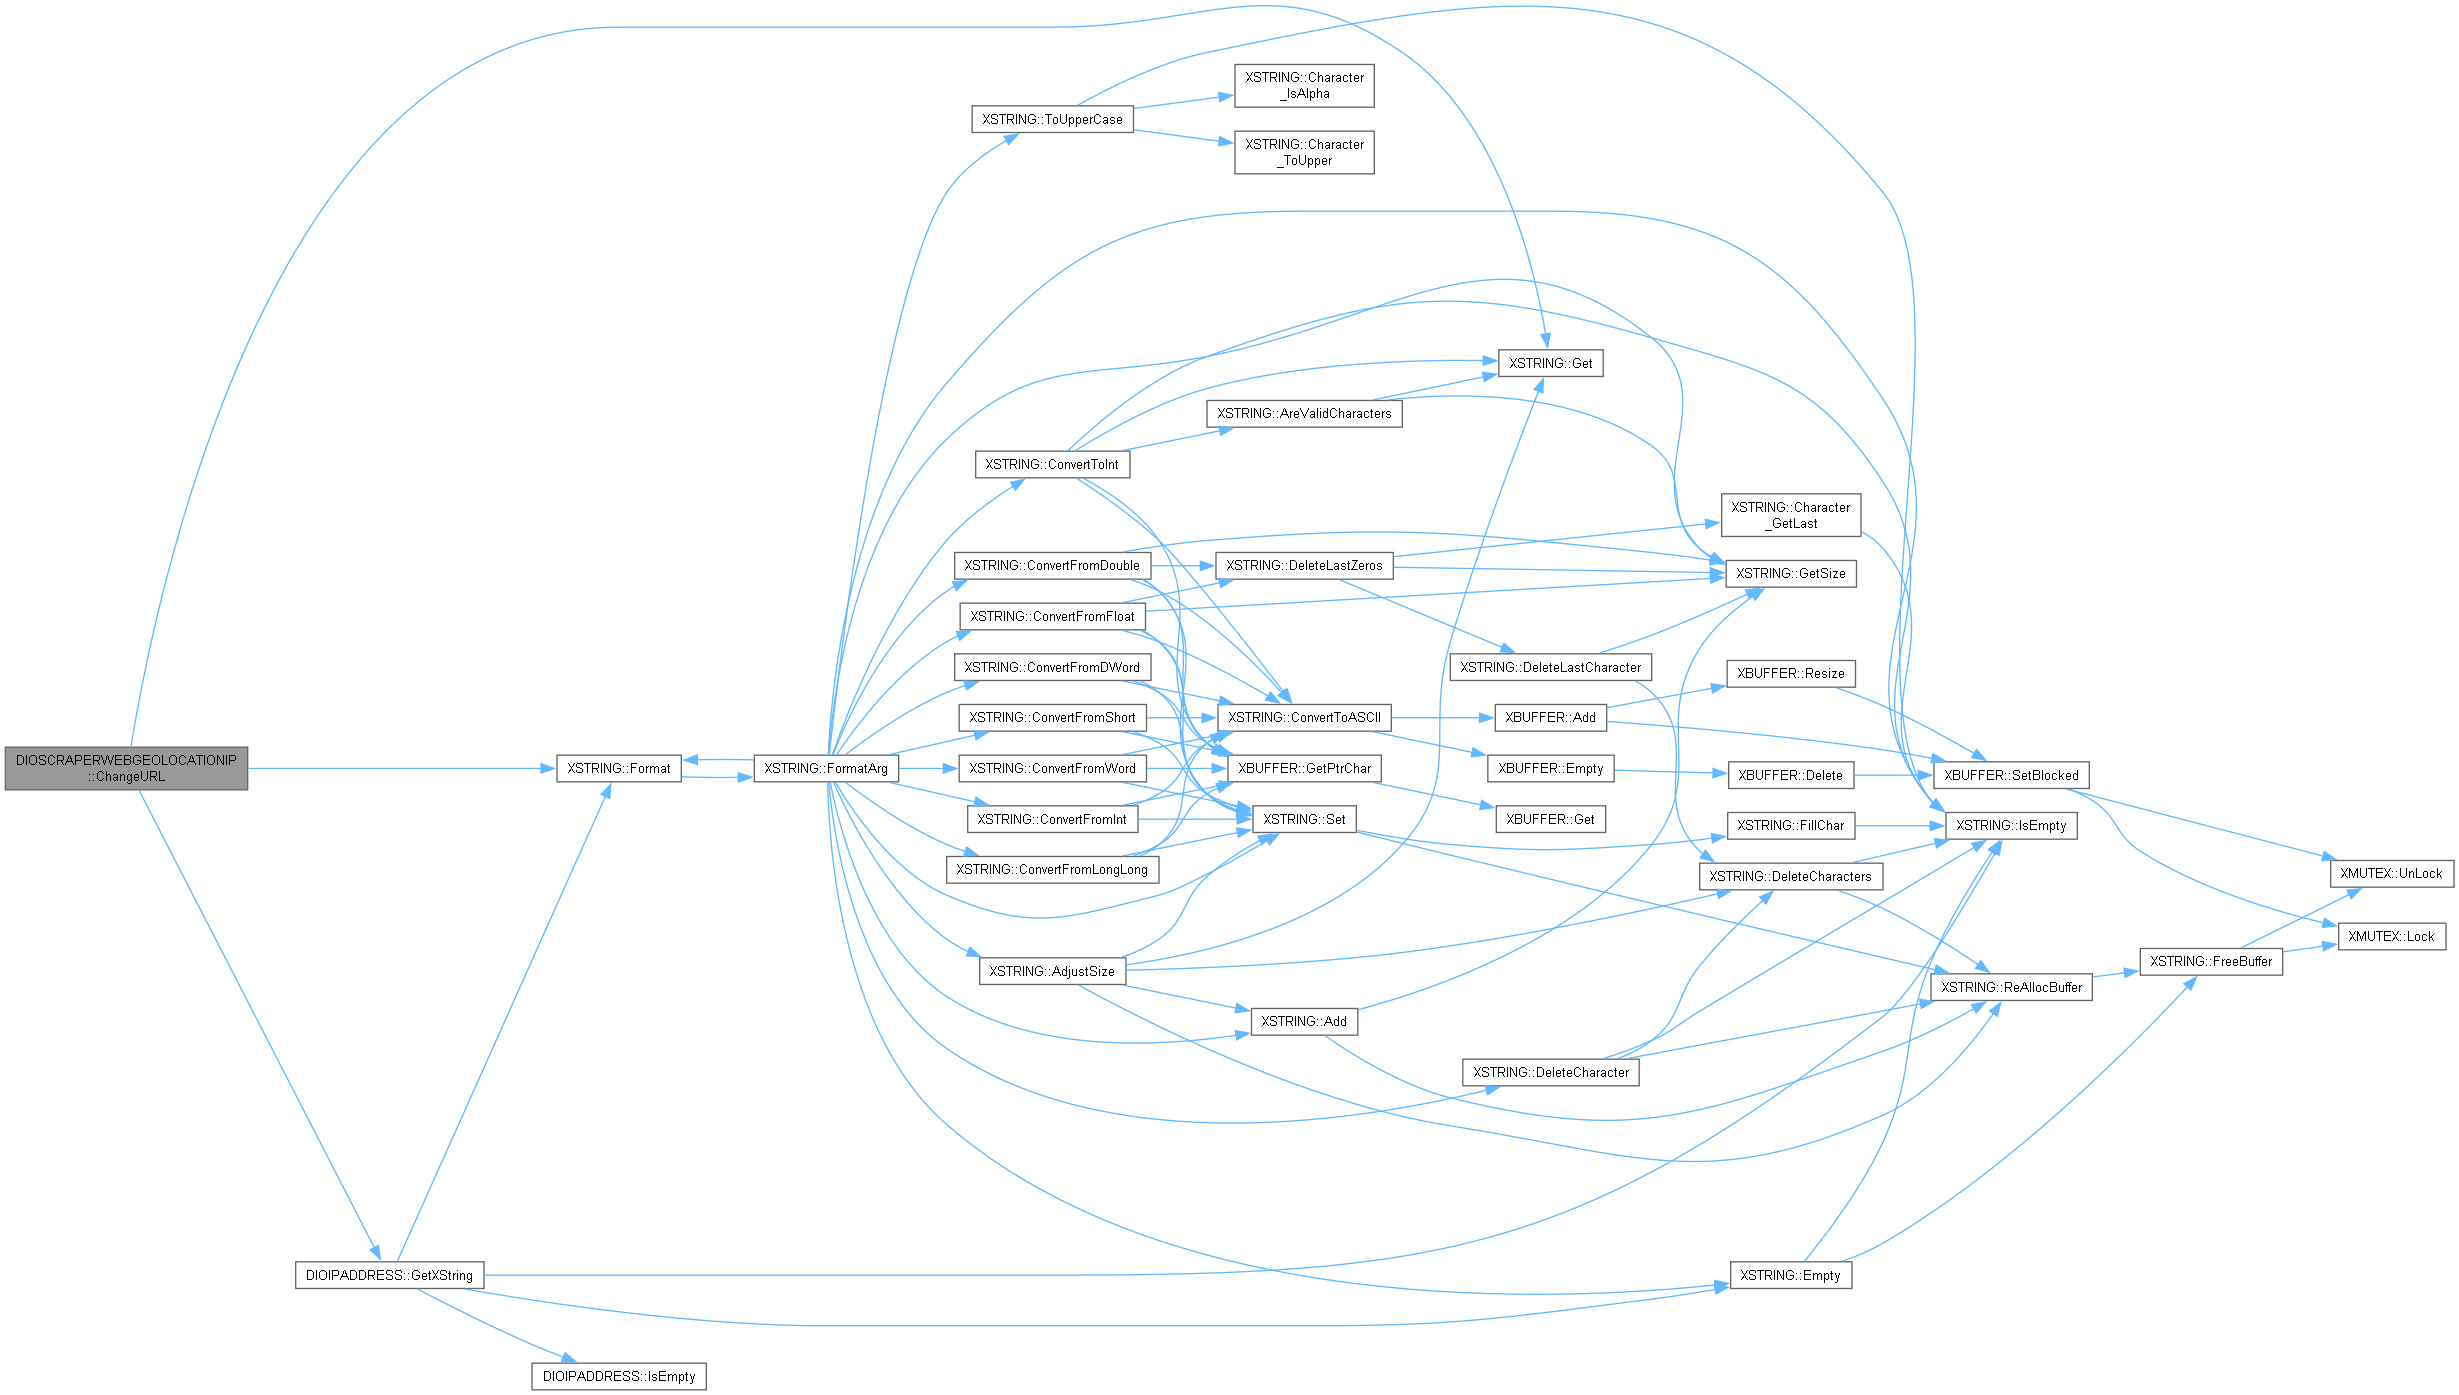 DIOSCRAPERWEBGEOLOCATIONIP
::ChangeURL
XSTRING::Format
DIOIPADDRESS::GetXString
DIOIPADDRESS::IsEmpty
XSTRING::FormatArg
XSTRING::ToUpperCase
XSTRING::ConvertToInt
XSTRING::ConvertFromDouble
XSTRING::ConvertFromFloat
XSTRING::ConvertFromDWord
XSTRING::ConvertFromShort
XSTRING::ConvertFromWord
XSTRING::ConvertFromInt
XSTRING::ConvertFromLongLong
XSTRING::AdjustSize
XSTRING::Character
_IsAlpha
XSTRING::Character
_ToUpper
XSTRING::AreValidCharacters
XSTRING::DeleteLastZeros
XSTRING::ConvertToASCII
XBUFFER::GetPtrChar
XSTRING::Set
XSTRING::Add
XSTRING::Get
XSTRING::DeleteLastCharacter
XBUFFER::Add
XBUFFER::Empty
XBUFFER::Get
XSTRING::DeleteCharacter
XSTRING::Character
_GetLast
XSTRING::GetSize
XBUFFER::Resize
XBUFFER::Delete
XSTRING::FillChar
XSTRING::DeleteCharacters
XSTRING::Empty
XBUFFER::SetBlocked
XSTRING::IsEmpty
XSTRING::ReAllocBuffer
XSTRING::FreeBuffer
XMUTEX::UnLock
XMUTEX::Lock